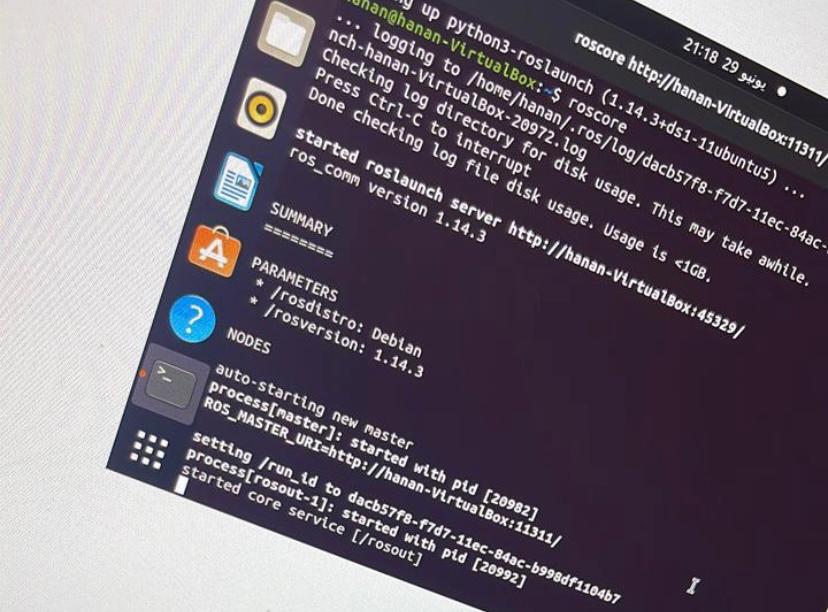 21:18 29 يونيو
roscore http://hanan-VirtualBox:11311/
up python3-roslaunch (1.14.3+ds1-11ubuntu5) ...
hanan@hanan-VirtualBox:~$ roscore
... logging to /home/hanan/.ros/log/dacb57f8-f7d7-11ec-84ac-
nch-hanan-VirtualBox-20972.log
Checking log directory for disk usage. This may take awhile.
Press Ctrl-C to interrupt
Done checking log file disk usage. Usage is <1GB.
started roslaunch server http://hanan-VirtualBox:45329/
ros_comm version 1.14.3
SUMMARY
========
PARAMETERS
* /rosdistro: Debian
* /rosversion: 1.14.3
NODES
auto-starting new master
process[master]: started with pid [20982]
ROS_MASTER_URI=http://hanan-VirtualBox:11311/
setting /run_id to dacb57f8-f7d7-11ec-84ac-b998df1104b7
process[rosout-1]: started with pid [20992]
started core service [/rosout]